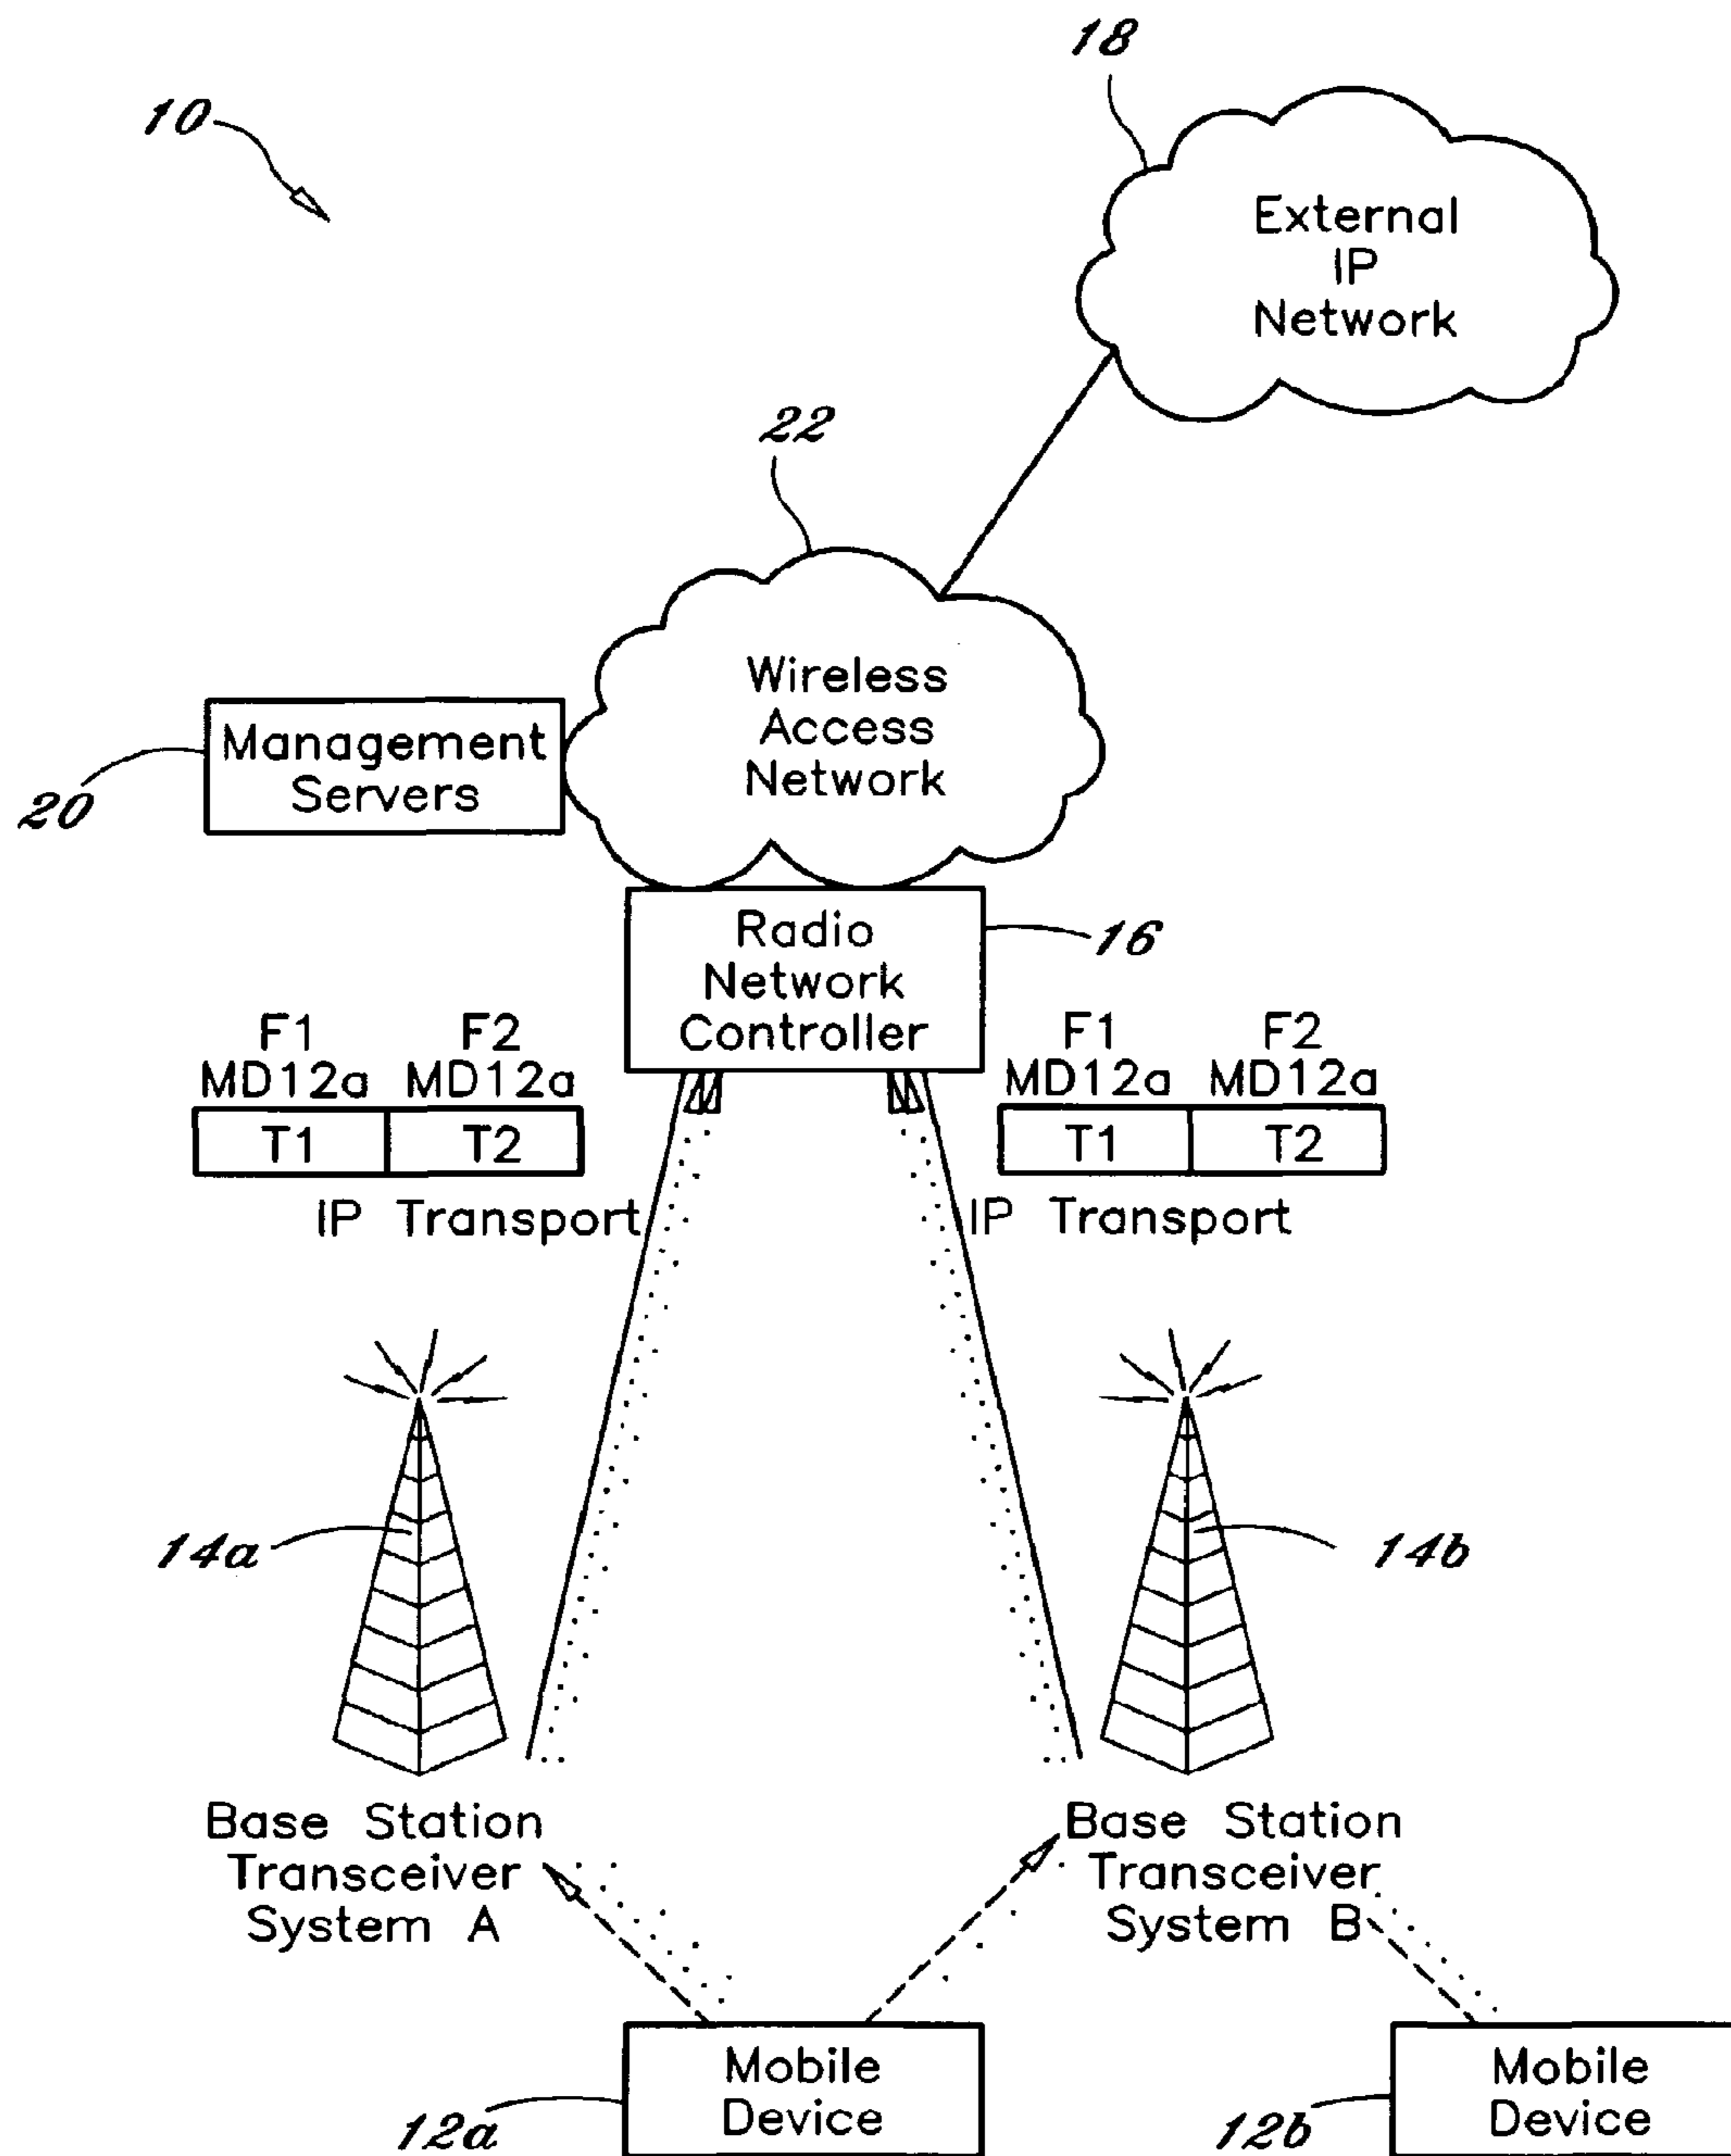 18
10
External
IP
Network
22
Wireless
Access
Network
Management
Servers
20
Radio
Network
Controller
16
F1 F2
MD12a MD12a
T1 T2
IP Transport
F1 F2
MD12a MD12a
T1 T2
IP Transport
14a
14b
Base Station
Transceiver
System A
Base Station
Transceiver
System B
Mobile
Device
12a
Mobile
Device
12b